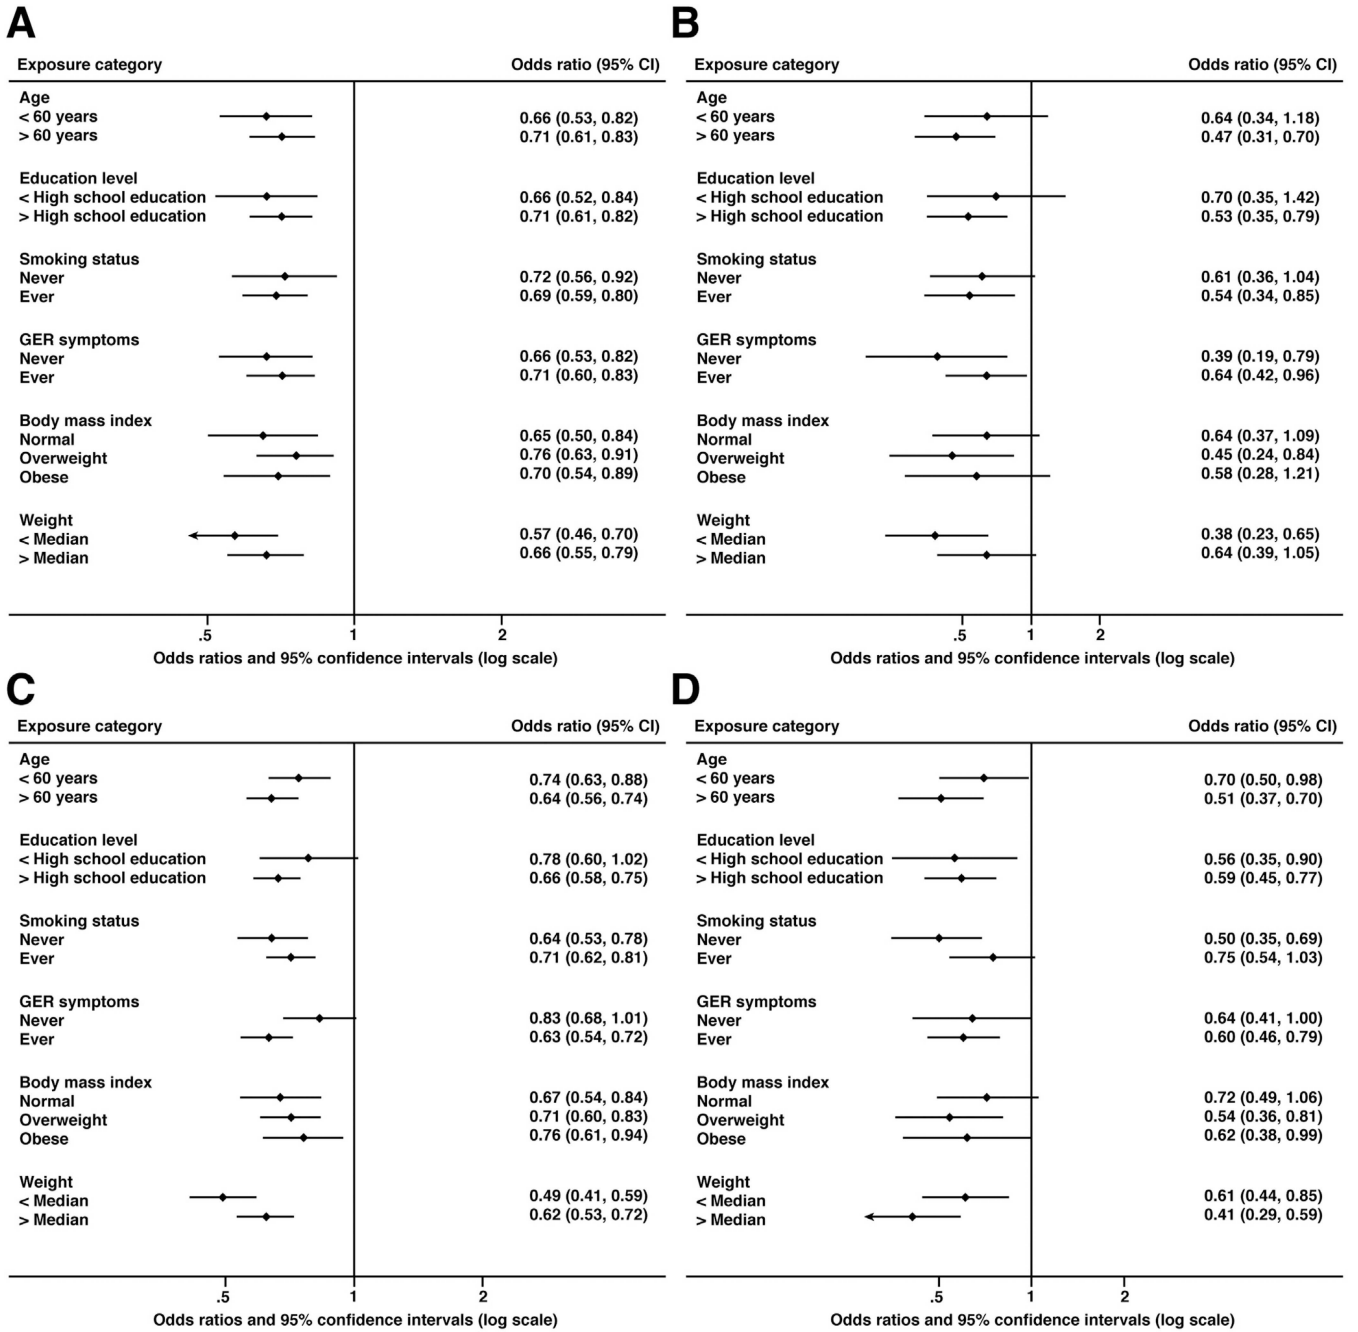 A
Exposure category Odds ratio (95% CI)
Age
< 60 years 0.66 (0.53, 0.82)
> 60 years 0.71 (0.61, 0.83)
Education level
< High school education 0.66 (0.52, 0.84)
> High school education 0.71 (0.61, 0.82)
Smoking status
Never 0.72 (0.56, 0.92)
Ever 0.69 (0.59, 0.80)
GER symptoms
Never 0.66 (0.53, 0.82)
Ever 0.71 (0.60, 0.83)
Body mass index
Normal 0.65 (0.50, 0.84)
Overweight 0.76 (0.63, 0.91)
Obese 0.70 (0.54, 0.89)
Weight
< Median 0.57 (0.46, 0.70)
> Median 0.66 (0.55, 0.79)
.5 1 2
Odds ratios and 95% confidence intervals (log scale)
B
Exposure category Odds ratio (95% CI)
Age
< 60 years 0.64 (0.34, 1.18)
> 60 years 0.47 (0.31, 0.70)
Education level
< High school education 0.70 (0.35, 1.42)
> High school education 0.53 (0.35, 0.79)
Smoking status
Never 0.61 (0.36, 1.04)
Ever 0.54 (0.34, 0.85)
GER symptoms
Never 0.39 (0.19, 0.79)
Ever 0.64 (0.42, 0.96)
Body mass index
Normal 0.64 (0.37, 1.09)
Overweight 0.45 (0.24, 0.84)
Obese 0.58 (0.28, 1.21)
Weight
< Median 0.38 (0.23, 0.65)
> Median 0.64 (0.39, 1.05)
.5 1 2
Odds ratios and 95% confidence intervals (log scale)
C
Exposure category Odds ratio (95% CI)
Age
< 60 years 0.74 (0.63, 0.88)
> 60 years 0.64 (0.56, 0.74)
Education level
< High school education 0.78 (0.60, 1.02)
> High school education 0.66 (0.58, 0.75)
Smoking status
Never 0.64 (0.53, 0.78)
Ever 0.71 (0.62, 0.81)
GER symptoms
Never 0.83 (0.68, 1.01)
Ever 0.63 (0.54, 0.72)
Body mass index
Normal 0.67 (0.54, 0.84)
Overweight 0.71 (0.60, 0.83)
Obese 0.76 (0.61, 0.94)
Weight
< Median 0.49 (0.41, 0.59)
> Median 0.62 (0.53, 0.72)
.5 1 2
Odds ratios and 95% confidence intervals (log scale)
D
Exposure category Odds ratio (95% CI)
Age
< 60 years 0.70 (0.50, 0.98)
> 60 years 0.51 (0.37, 0.70)
Education level
< High school education 0.56 (0.35, 0.90)
> High school education 0.59 (0.45, 0.77)
Smoking status
Never 0.50 (0.35, 0.69)
Ever 0.75 (0.54, 1.03)
GER symptoms
Never 0.64 (0.41, 1.00)
Ever 0.60 (0.46, 0.79)
Body mass index
Normal 0.72 (0.49, 1.06)
Overweight 0.54 (0.36, 0.81)
Obese 0.62 (0.38, 0.99)
Weight
< Median 0.61 (0.44, 0.85)
> Median 0.41 (0.29, 0.59)
.5 1 2
Odds ratios and 95% confidence intervals (log scale)